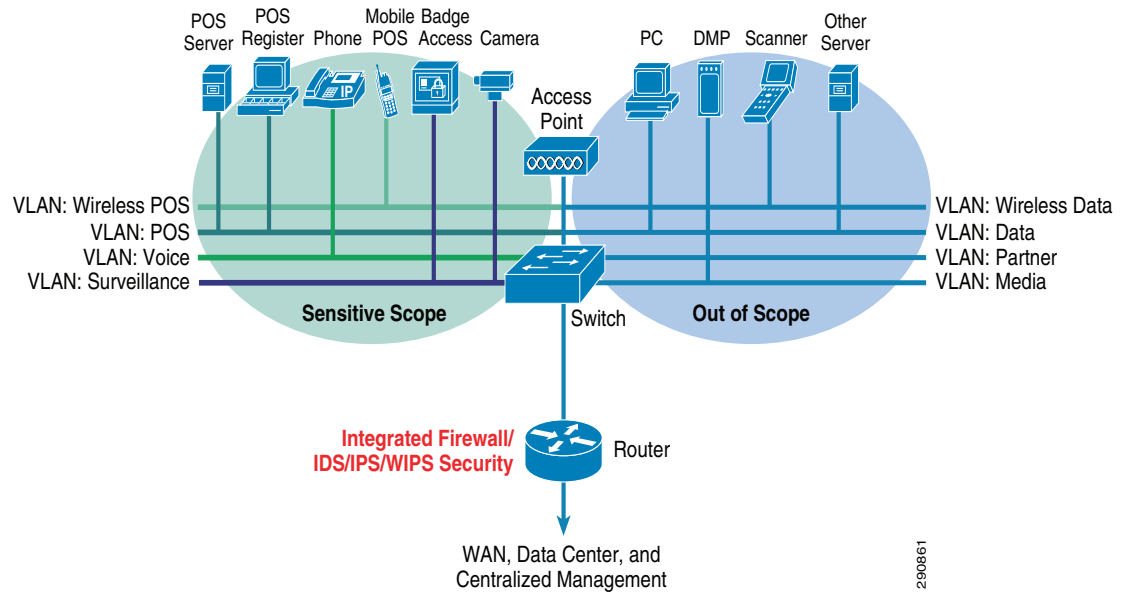 POS
Server
POS
Register
Phone
Mobile
POS
Badge
Access
Camera
PC
DMP
Scanner
Other
Server
IP
Access
Point
VLAN: Wireless POS
VLAN: POS
VLAN: Voice
VLAN: Surveillance
VLAN: Wireless Data
VLAN: Data
VLAN: Partner
VLAN: Media
Sensitive Scope
Switch
Out of Scope
Integrated Firewall/
IDS/IPS/WIPS Security
Router
WAN, Data Center, and
Centralized Management
290861